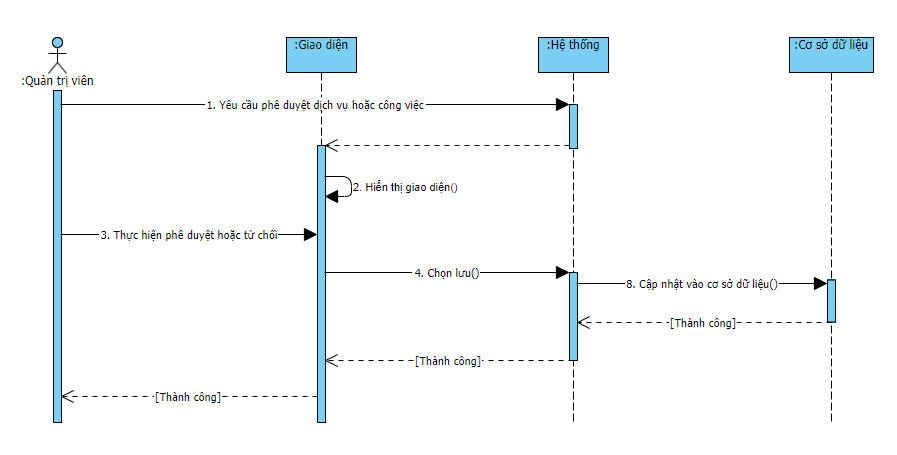 :Giao diện
:Hệ thống
:Cơ sở dữ liệu
:Quản trị viên
1. Yêu cầu phê duyệt dịch vụ hoặc công việc
2. Hiển thị giao diện()
3. Thực hiện phê duyệt hoặc từ chối
4. Chọn lưu()
8. Cập nhật vào cơ sở dữ liệu()
[Thành công]
[Thành công]
[Thành công]